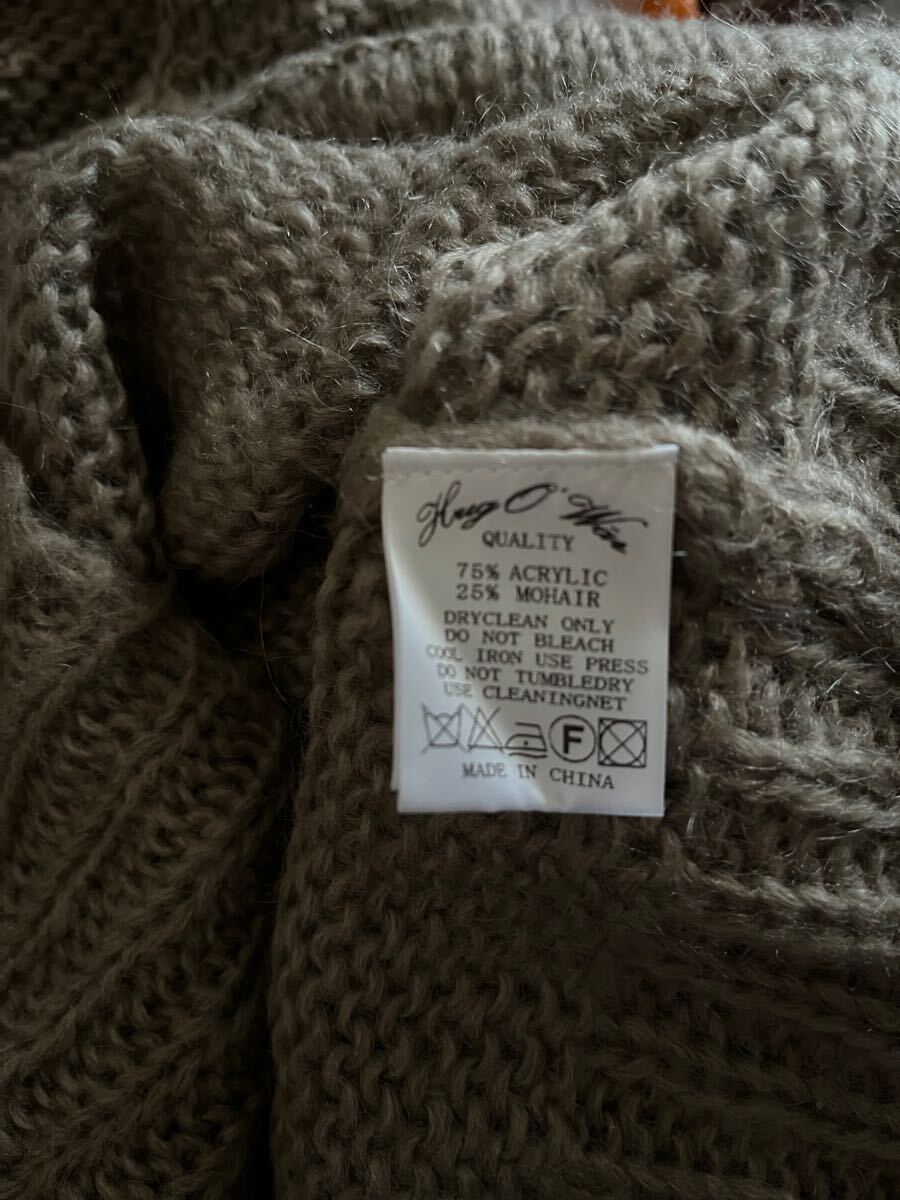 Hug O' War
QUALITY
75% ACRYLIC
25% MOHAIR
DRYCLEAN ONLY
DO NOT BLEACH
COOL IRON USE PRESS
DO NOT TUMBLEDRY
USE CLEANINGNET
F
MADE IN CHINA